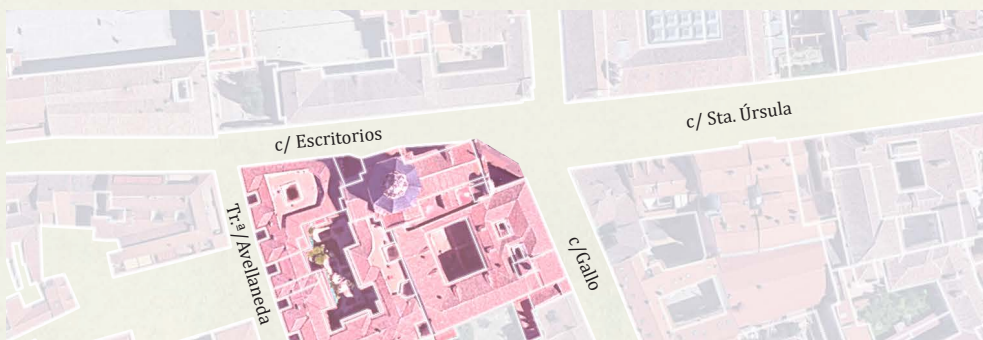 c/ Escritorios
c/ Sta. Úrsula
Tr.ª/Avellaneda
c/Gallo